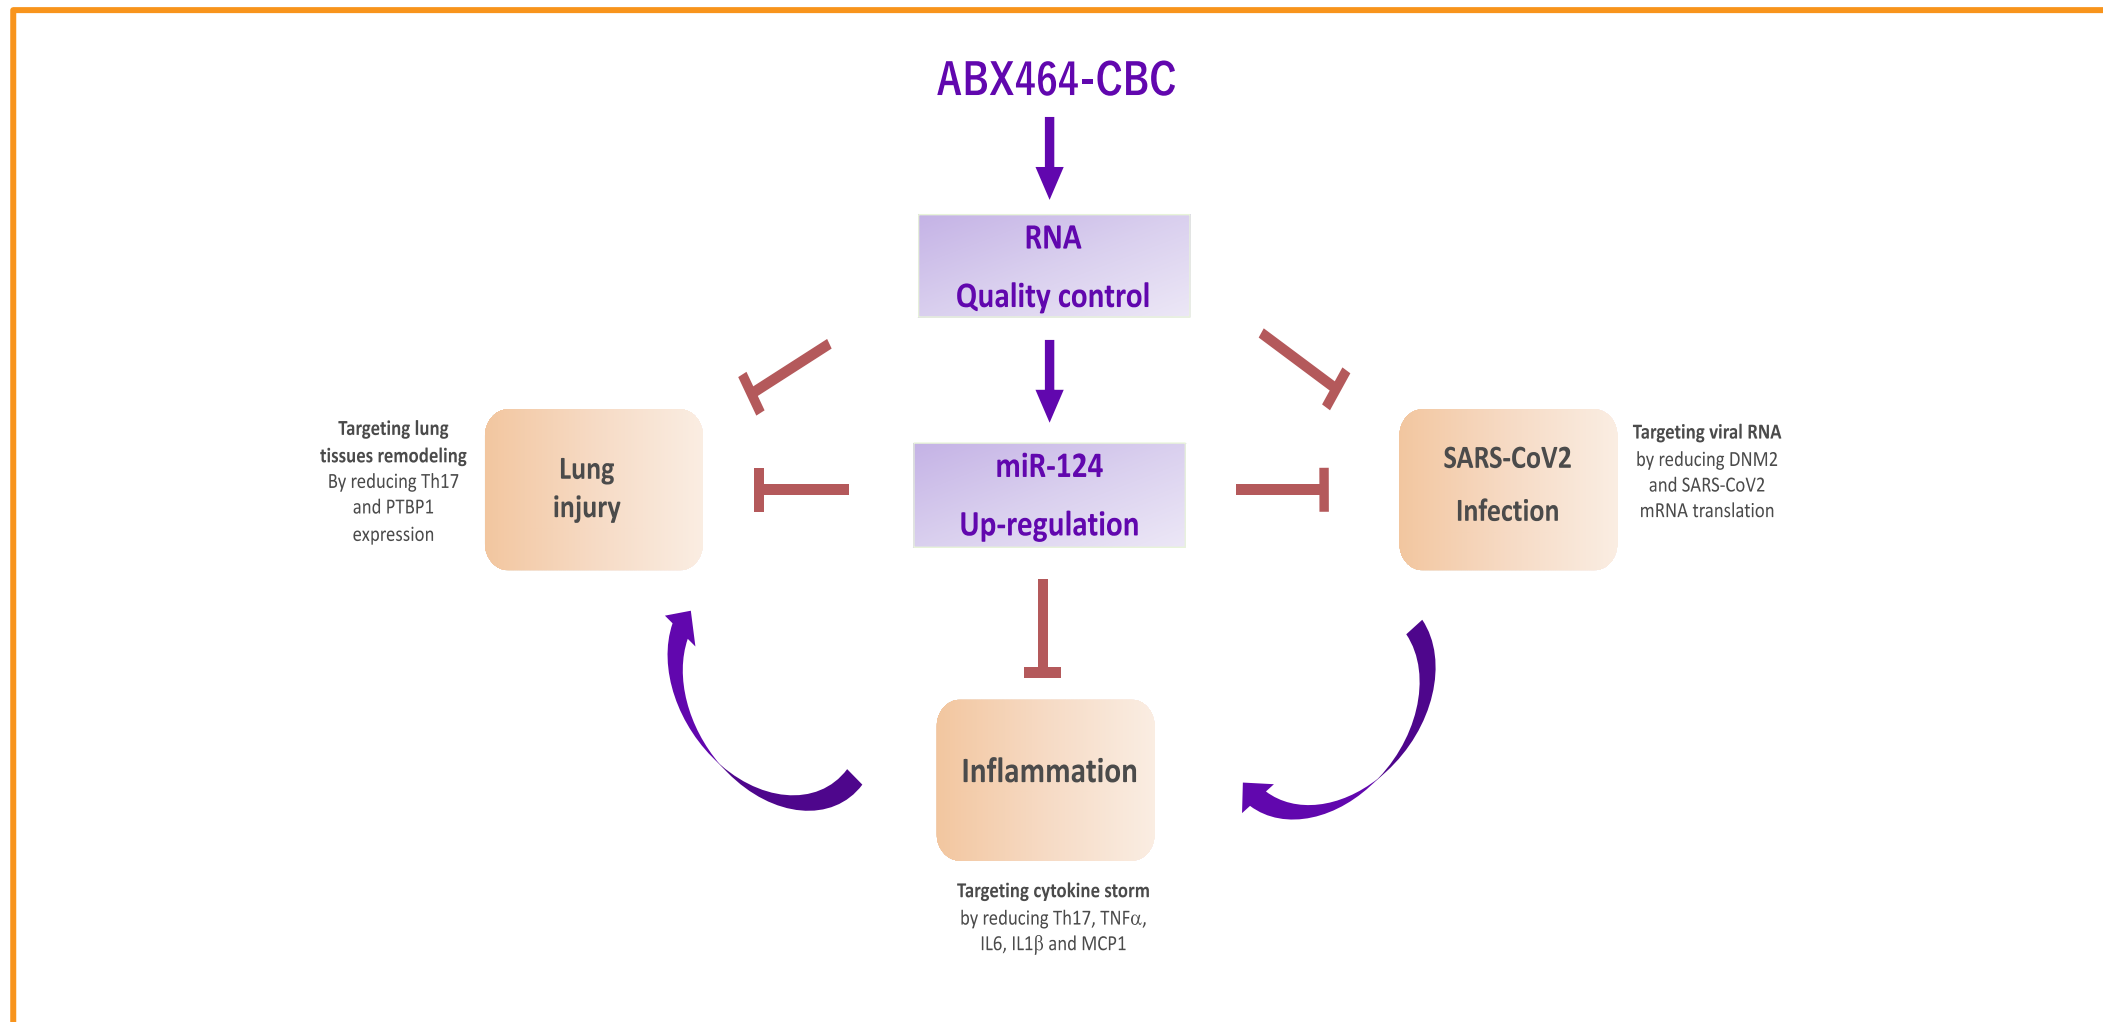 ABX464-CBC
RNA
Quality control
miR-124
Up-regulation
Targeting lung
tissues remodeling
By reducing Th17
and PTBP1
expression
Lung
injury
SARS-CoV2
Infection
Targeting viral RNA
by reducing DNM2
and SARS-CoV2
mRNA translation
Inflammation
Targeting cytokine storm
by reducing Th17, TNFα,
IL6, IL1β and MCP1